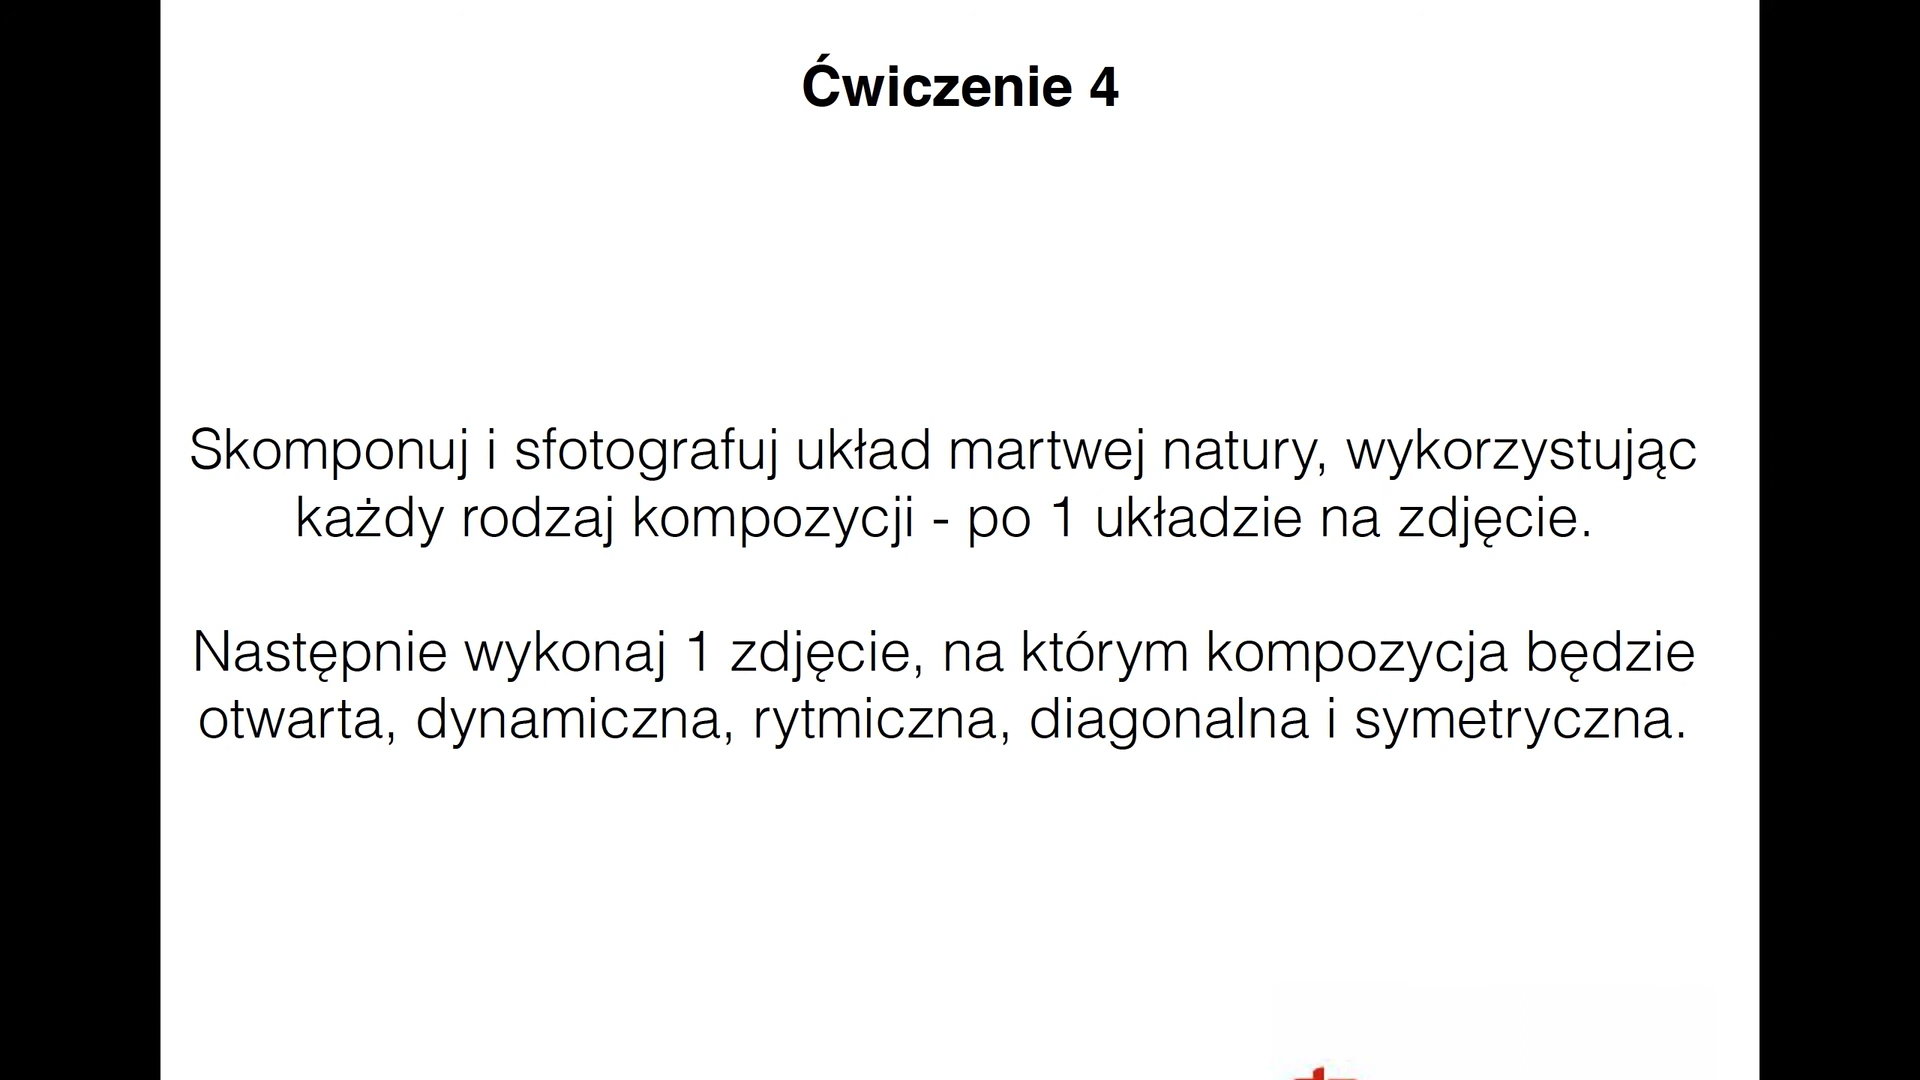 Ćwiczenie 4
Skomponuj i sfotografuj układ martwej natury, wykorzystując
każdy rodzaj kompozycji - po 1 układzie na zdjęcie.
Następnie wykonaj 1 zdjęcie, na którym kompozycja będzie
otwarta, dynamiczna, rytmiczna, diagonalna i symetryczna.